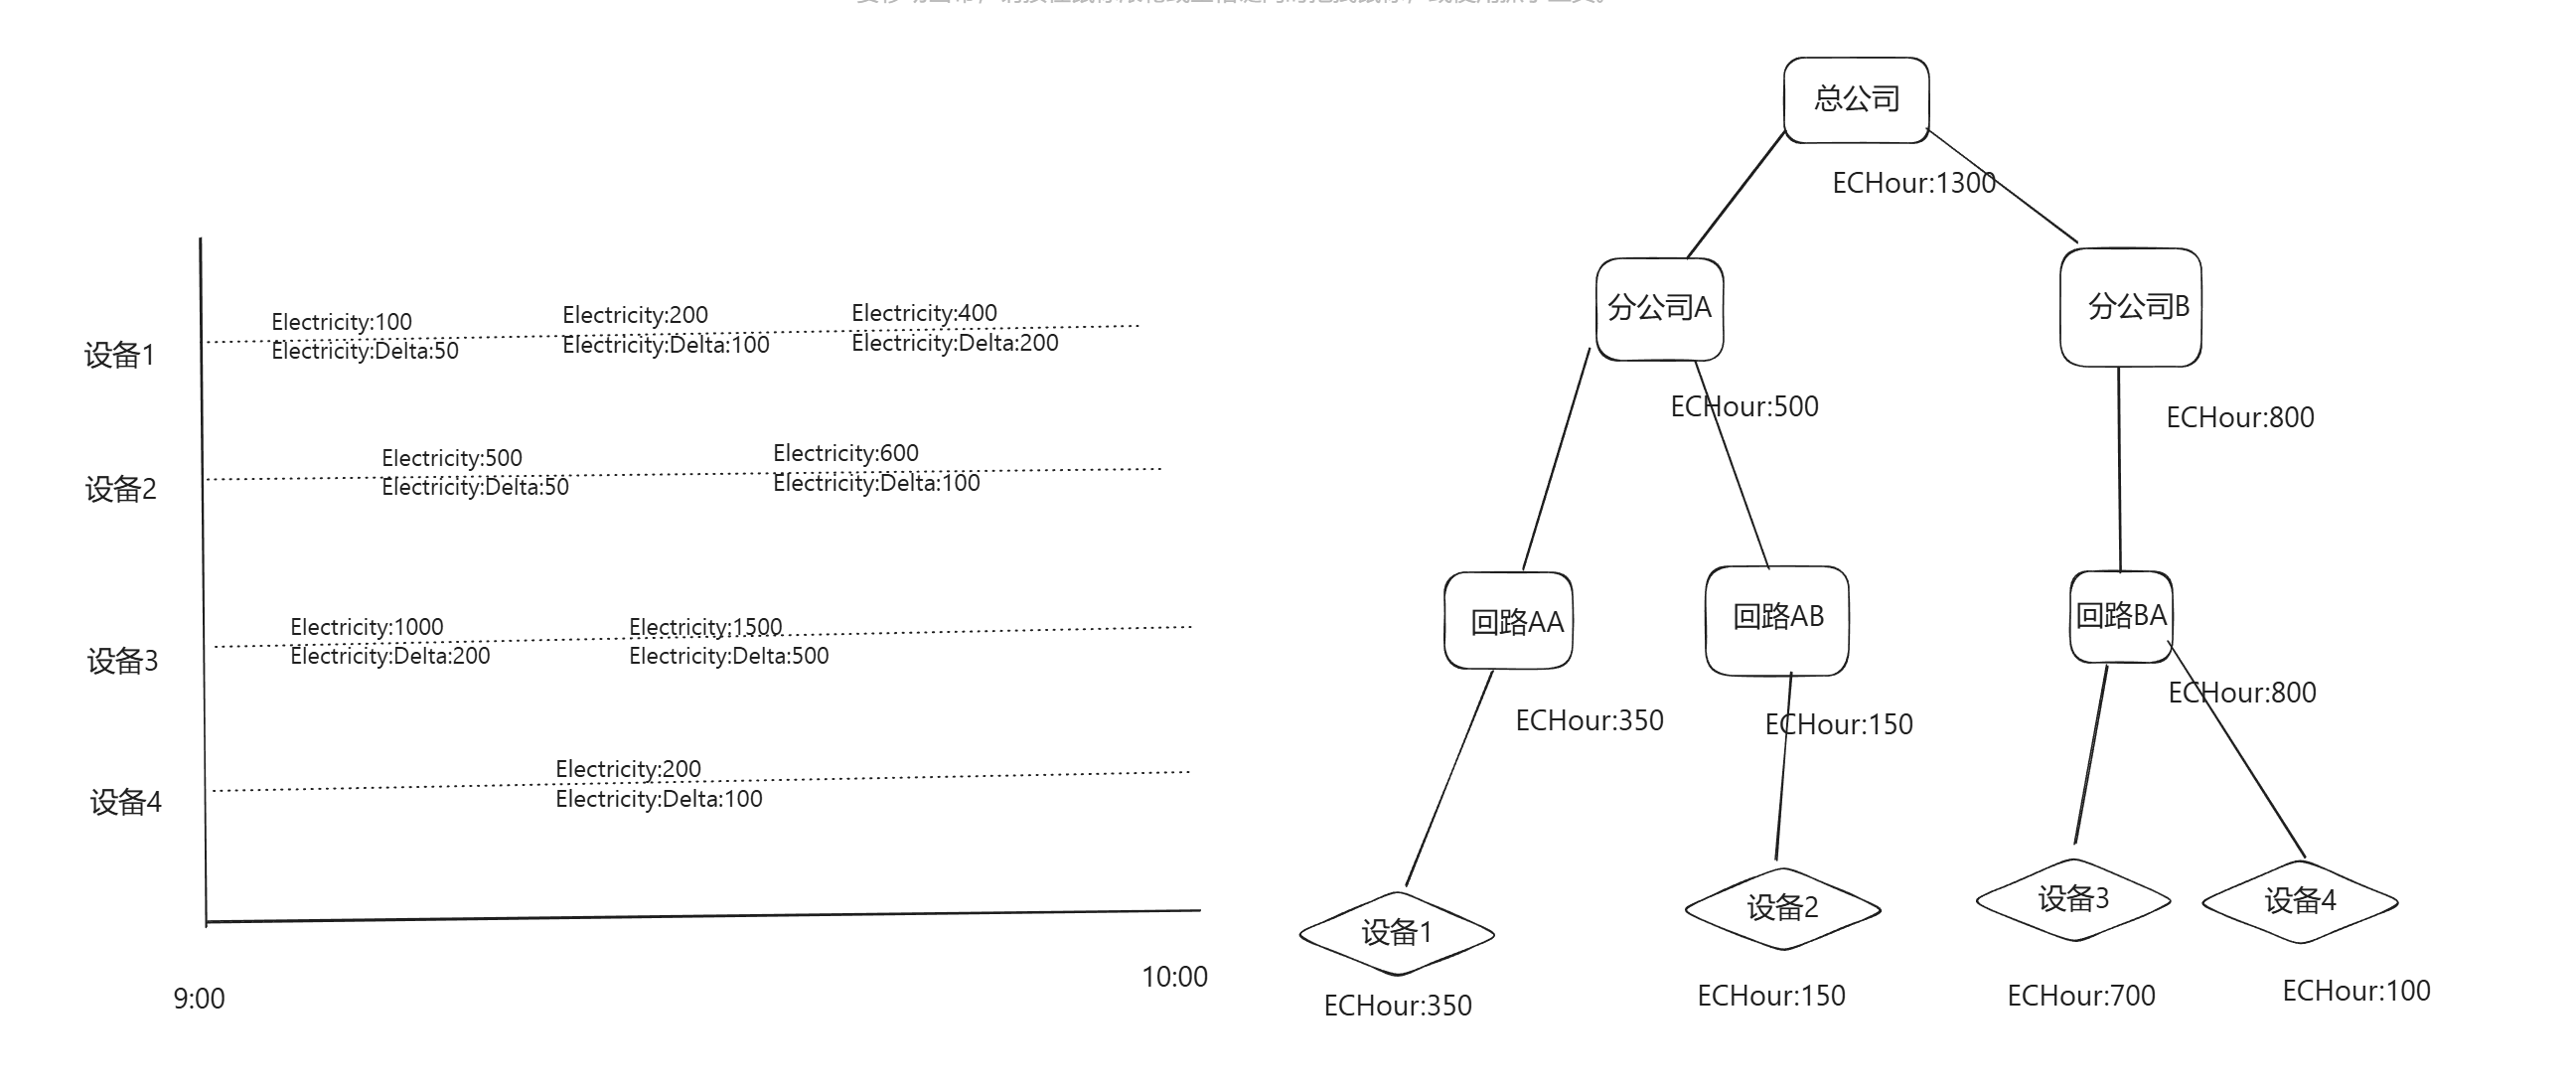 总公司
ECHour:1300
分公司A
分公司B
ECHour:500
ECHour:800
回路AA
回路AB
回路BA
ECHour:350
ECHour:150
ECHour:800
设备1
设备2
设备3
设备4
ECHour:350
ECHour:150
ECHour:700
ECHour:100
设备1
Electricity:100
Electricity:Delta:50
Electricity:200
Electricity:Delta:100
Electricity:400
Electricity:Delta:200
设备2
Electricity:500
Electricity:Delta:50
Electricity:600
Electricity:Delta:100
设备3
Electricity:1000
Electricity:Delta:200
Electricity:1500
Electricity:Delta:500
设备4
Electricity:200
Electricity:Delta:100
9:00
10:00